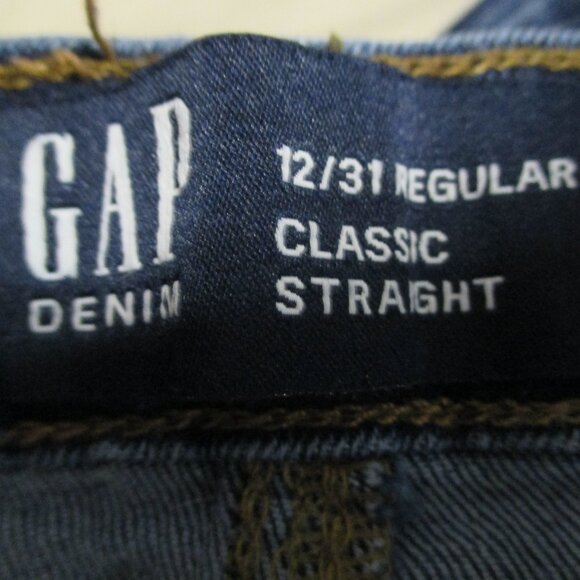 GAP
DENIM
12/31 REGULAR
CLASSIC
STRAIGHT